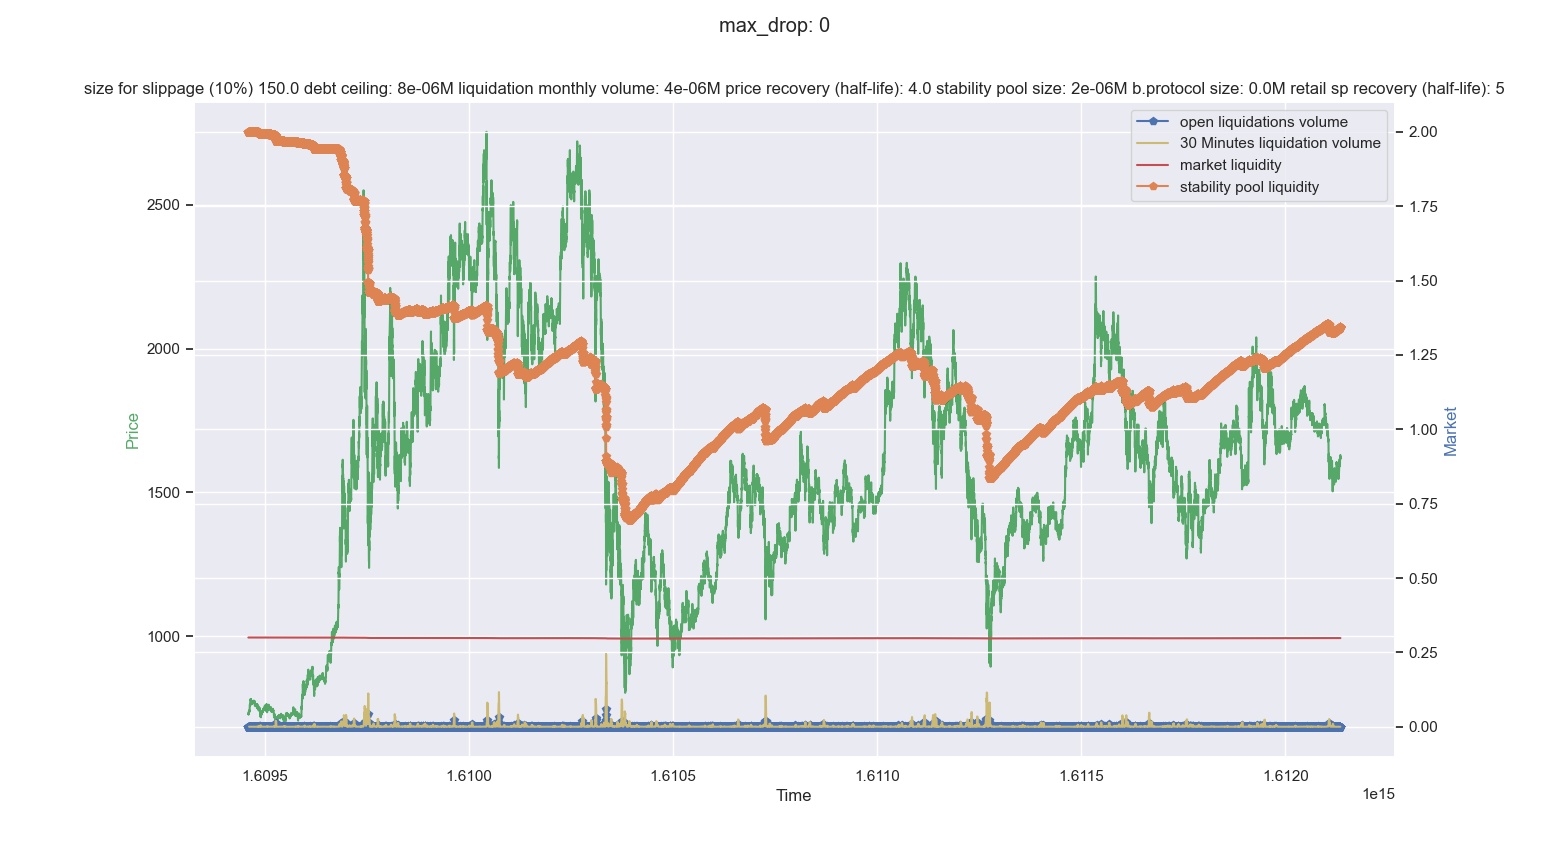 max_drop: 0
size for slippage (10%) 150.0 debt ceiling: 8e-06M liquidation monthly volume: 4e-06M price recovery (half-life): 4.0 stability pool size: 2e-06M b.protocol size: 0.0M retail sp recovery (half-life): 5
open liquidations volume
30 Minutes liquidation volume
market liquidity
stability pool liquidity
2500
2000
1500
1000
Price
2.00
1.75
1.50
1.25
1.00
0.75
0.50
0.25
0.00
Market
1.6095 1.6100 1.6105 1.6110 1.6115 1.6120
Time
1e15